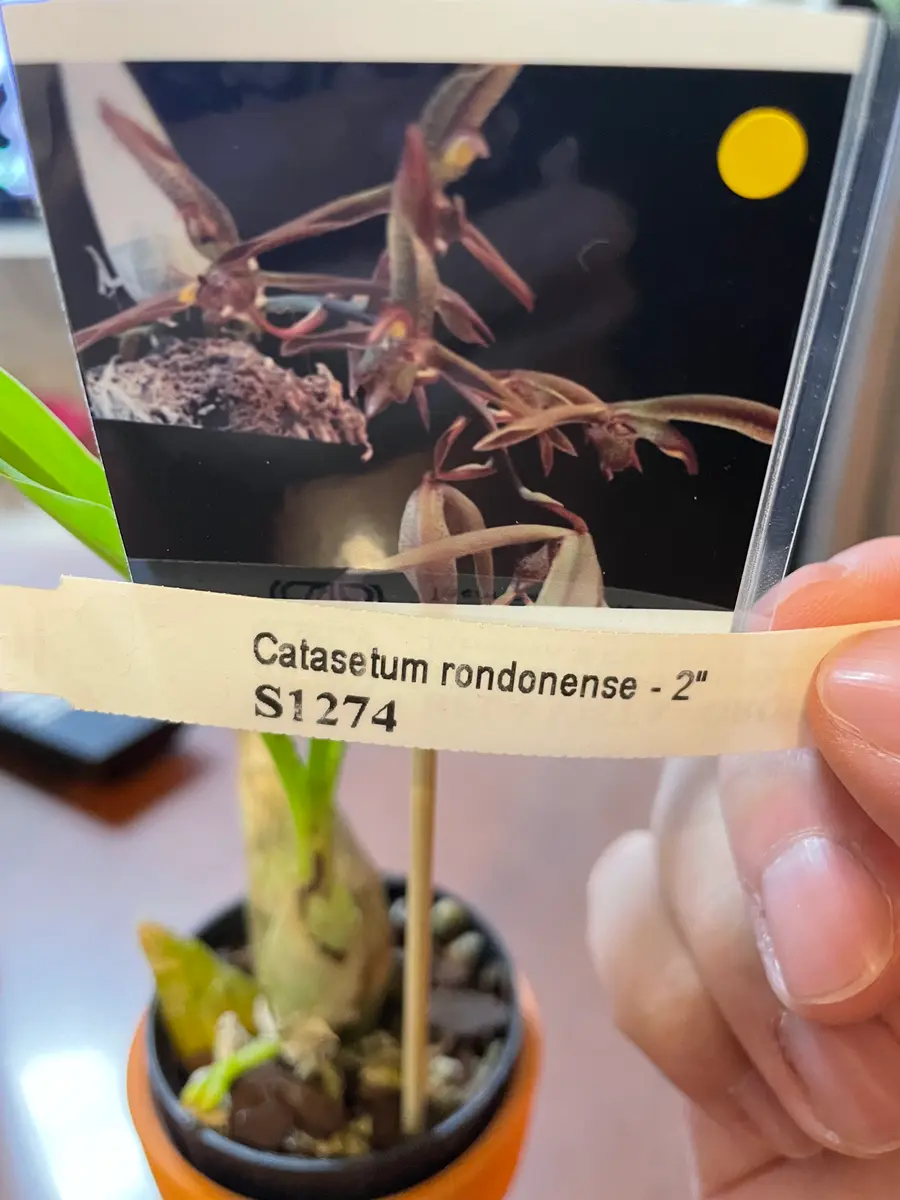 Catasetum rondonense - 2"
S1274